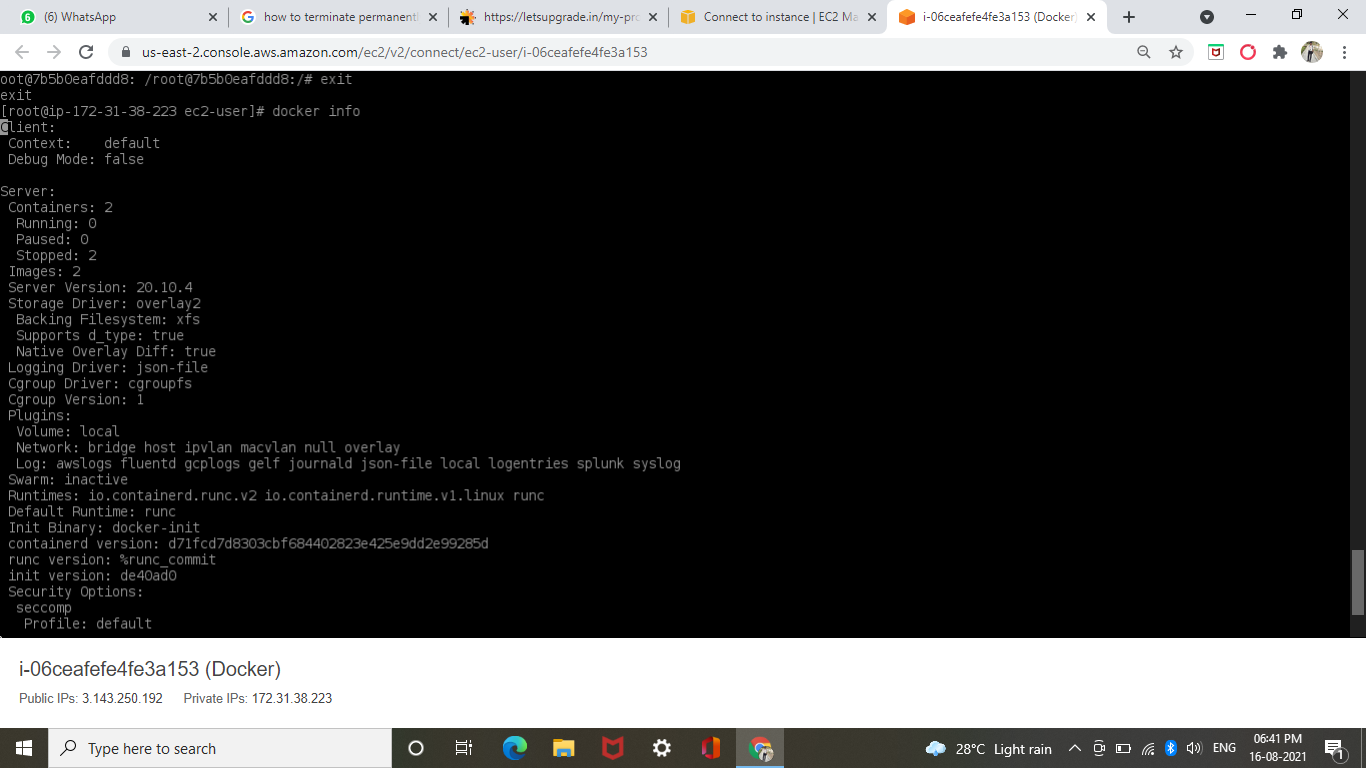 (6) WhatsApp
how to terminate permanentl
https://letsupgrade.in/my-pro
Connect to instance | EC2 Ma
i-06ceafefe4fe3a153 (Docker)
us-east-2.console.aws.amazon.com/ec2/v2/connect/ec2-user/i-06ceafefe4fe3a153
oot@7b5b0eafddd8: /root@7b5b0eafddd8:/# exit
exit
[root@ip-172-31-38-223 ec2-user]# docker info
Client:
Context:    default
Debug Mode: false
Server:
Containers: 2
Running: 0
Paused: 0
Stopped: 2
Images: 2
Server Version: 20.10.4
Storage Driver: overlay2
Backing Filesystem: xfs
Supports d_type: true
Native Overlay Diff: true
Logging Driver: json-file
Cgroup Driver: cgroupfs
Cgroup Version: 1
Plugins:
Volume: local
Network: bridge host ipvlan macvlan null overlay
Log: awslogs fluentd gcplogs gelf journald json-file local logentries splunk syslog
Swarm: inactive
Runtimes: io.containerd.runc.v2 io.containerd.runtime.v1.linux runc
Default Runtime: runc
Init Binary: docker-init
containerd version: d71fcd7d8303cbf684402823e425e9dd2e99285d
runc version: %runc_commit
init version: de40ad0
Security Options:
seccomp
Profile: default
i-06ceafefe4fe3a153 (Docker)
Public IPs: 3.143.250.192 Private IPs: 172.31.38.223
Type here to search
28°C Light rain
ENG
06:41 PM
16-08-2021
1